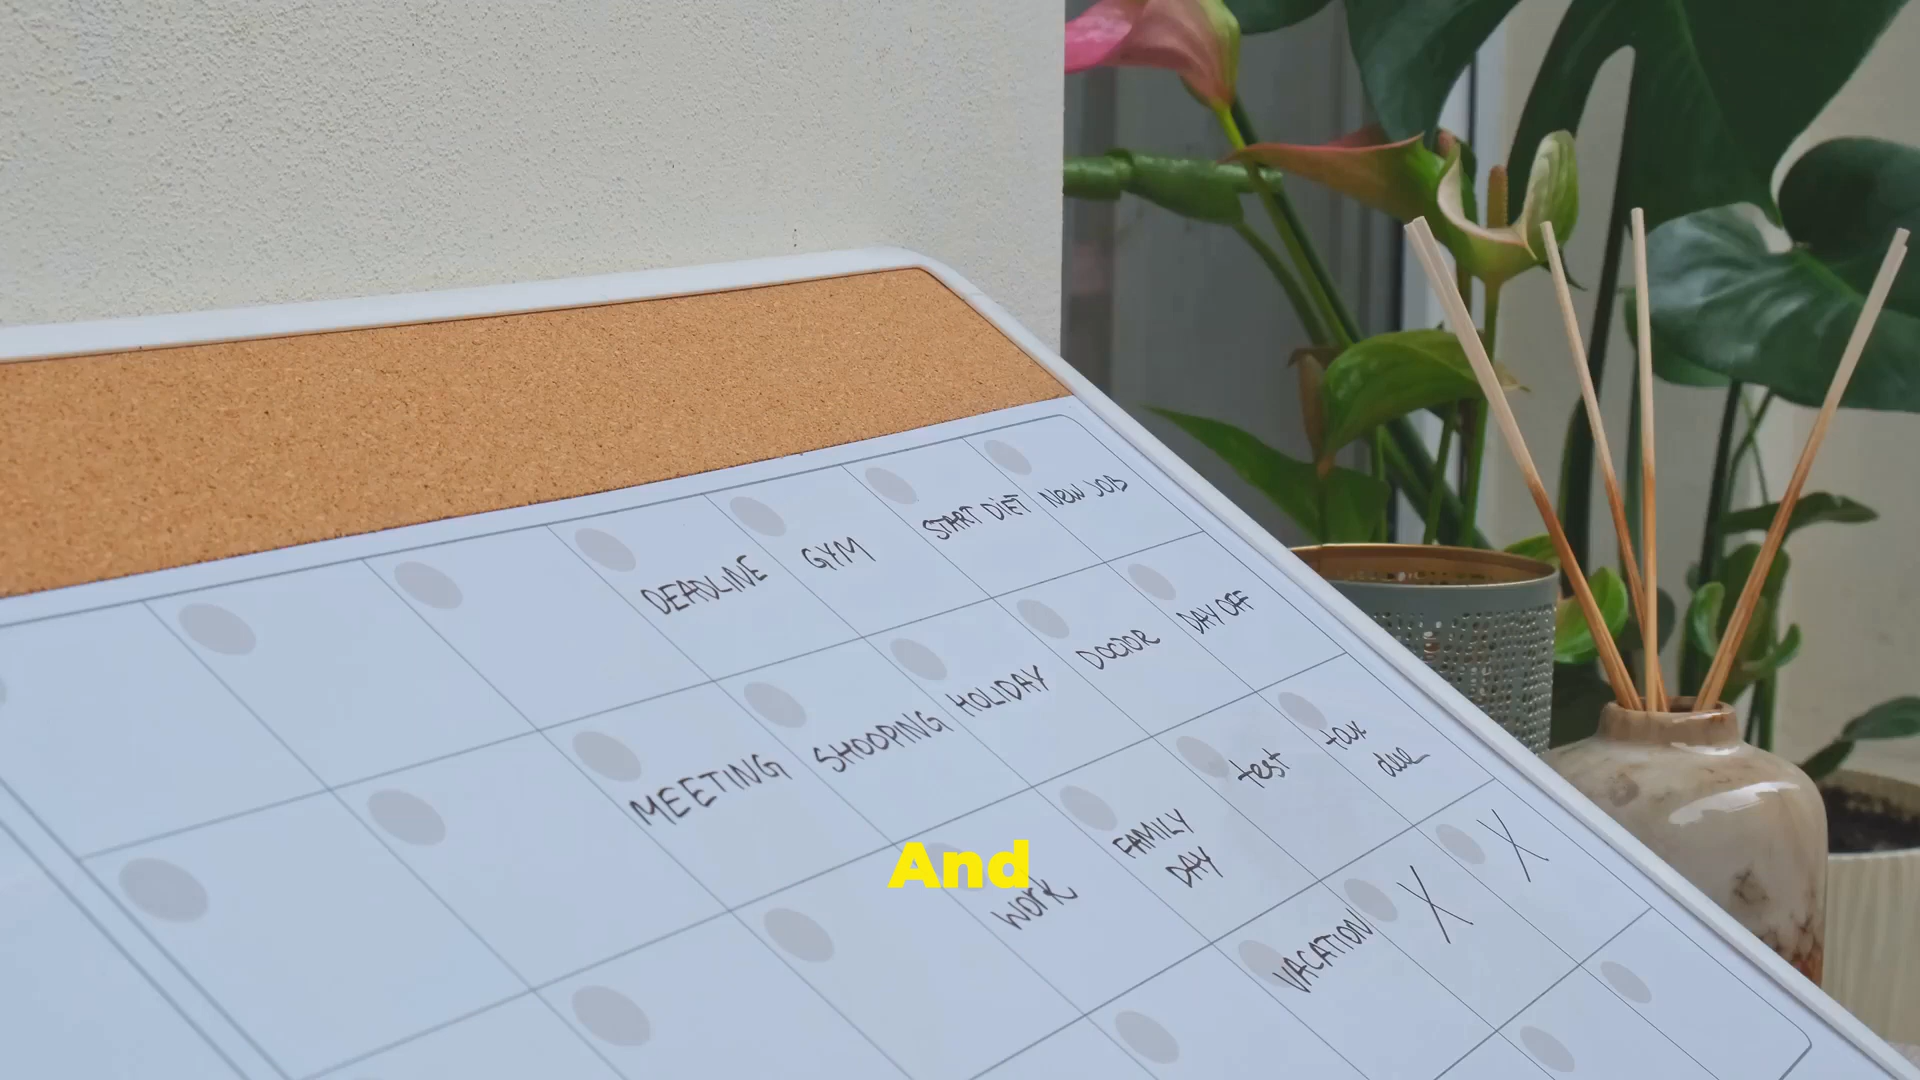 DEADLINE
GYM
START DIET
NEW JOB
MEETING
SHOOPING
HOLIDAY
DOCTOR
DAY OFF
work
FAMILY
DAY
test
tax
due
VACATION
X
X
And